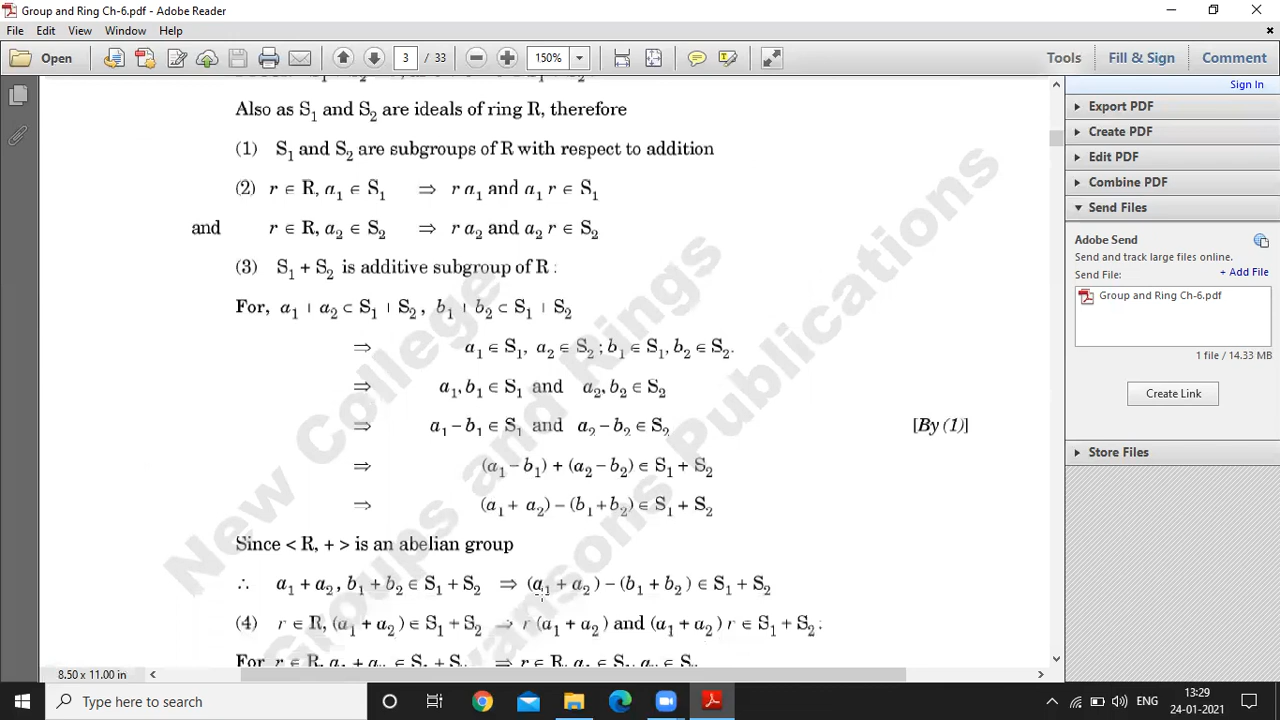 Group and Ring Ch-6.pdf - Adobe Reader
File Edit View Window Help
Open 3 / 33 150% Tools Fill & Sign Comment
Sign In
Also as S₁ and S₂ are ideals of ring R, therefore
(1) S₁ and S₂ are subgroups of R with respect to addition
(2) r ∈ R, a₁ ∈ S₁ ⇒ r a₁ and a₁ r ∈ S₁
and r ∈ R, a₂ ∈ S₂ ⇒ r a₂ and a₂ r ∈ S₂
(3) S₁ + S₂ is additive subgroup of R :
For, a₁ + a₂ ∈ S₁ + S₂ , b₁ + b₂ ∈ S₁ + S₂
⇒ a₁ ∈ S₁, a₂ ∈ S₂ ; b₁ ∈ S₁, b₂ ∈ S₂.
⇒ a₁, b₁ ∈ S₁ and a₂, b₂ ∈ S₂
⇒ a₁ – b₁ ∈ S₁ and a₂ – b₂ ∈ S₂ [By (1)]
⇒ (a₁ – b₁) + (a₂ – b₂) ∈ S₁ + S₂
⇒ (a₁ + a₂) – (b₁+ b₂) ∈ S₁ + S₂
Since < R, + > is an abelian group
∴ a₁ + a₂ , b₁ + b₂ ∈ S₁ + S₂ ⇒ (a₁ + a₂ ) – (b₁ + b₂ ) ∈ S₁ + S₂
(4) r ∈ R, (a₁ + a₂ ) ∈ S₁ + S₂ ⇒ r (a₁ + a₂ ) and (a₁ + a₂ ) r ∈ S₁ + S₂ :
For r ∈ R, a₁ + a₂ ∈ S₁ + S₂ ⇒ r ∈ R, a₁ ∈ S₁, a₂ ∈ S₂
New College
Groups and Rings
vansons Publications
Export PDF
Create PDF
Edit PDF
Combine PDF
Send Files
Adobe Send
Send and track large files online.
Send File: + Add File
Group and Ring Ch-6.pdf
1 file / 14.33 MB
Create Link
Store Files
8.50 x 11.00 in
Type here to search
ENG
13:29
24-01-2021